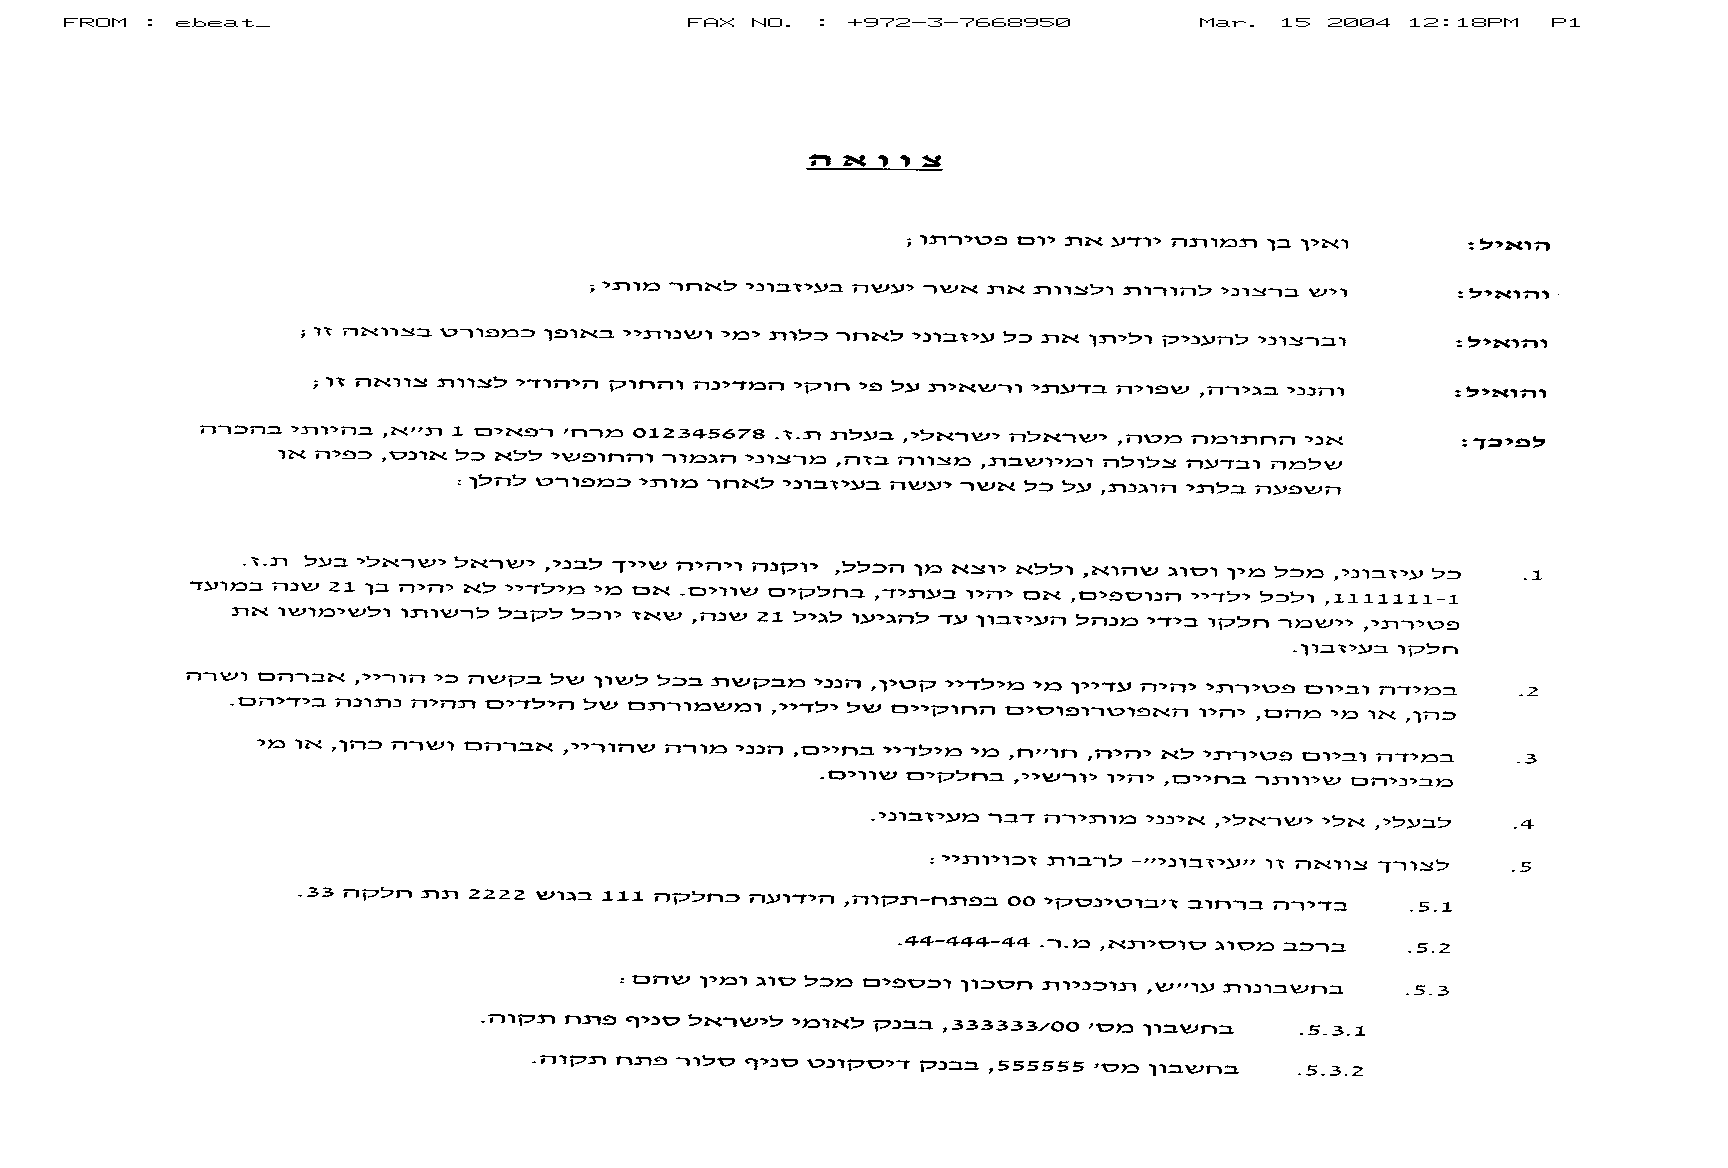 FROM : ebeat_ FAX NO. : +972-3-7668950 Mar. 15 2004 12:18PM P1
צוואה
הואיל: ואין בן תמותה יודע את יום פטירתו;
והואיל: ויש ברצוני להורות ולצוות את אשר יעשה בעיזבוני לאחר מותי;
והואיל: וברצוני להעניק וליתן את כל עיזבוני לאחר כלות ימי ושנותיי באופן כמפורט בצוואה זו;
והואיל: והנני בגירה, שפויה בדעתי ורשאית על פי חוקי המדינה והחוק היהודי לצוות צוואה זו;
לפיכך: אני החתומה מטה, ישראלה ישראלי, בעלת ת.ז. 012345678 מרח' רפאים 1 ת"א, בהיותי בהכרה
שלמה ובדעה צלולה ומיושבת, מצווה בזה, מרצוני הגמור והחופשי ללא כל אונס, כפיה או
השפעה בלתי הוגנת, על כל אשר יעשה בעיזבוני לאחר מותי כמפורט להלן:
1. כל עיזבוני, מכל מין וסוג שהוא, וללא יוצא מן הכלל, יוקנה ויהיה שייך לבני, ישראל ישראלי בעל ת.ז.
1111111-1, ולכל ילדיי הנוספים, אם יהיו בעתיד, בחלקים שווים. אם מי מילדיי לא יהיה בן 21 שנה במועד
פטירתי, יישמר חלקו בידי מנהל העיזבון עד להגיעו לגיל 21 שנה, שאז יוכל לקבל לרשותו ולשימושו את
חלקו בעיזבון.
2. במידה וביום פטירתי יהיה עדיין מי מילדיי קטין, הנני מבקשת בכל לשון של בקשה כי הוריי, אברהם ושרה
כהן, או מי מהם, יהיו האפוטרופוסים החוקיים של ילדיי, ומשמורתם של הילדים תהיה נתונה בידיהם.
3. במידה וביום פטירתי לא יהיה, חו"ח, מי מילדיי בחיים, הנני מורה שהוריי, אברהם ושרה כהן, או מי
מביניהם שיוותר בחיים, יהיו יורשיי, בחלקים שווים.
4. לבעלי, אלי ישראלי, אינני מותירה דבר מעיזבוני.
5. לצורך צוואה זו "עיזבוני"- לרבות זכויותיי:
5.1. בדירה ברחוב ז'בוטינסקי 00 בפתח-תקוה, הידועה כחלקה 111 בגוש 2222 תת חלקה 33.
5.2. ברכב מסוג סוסיתא, מ.ר. 44-444-44.
5.3. בחשבונות עו"ש, תוכניות חסכון וכספים מכל סוג ומין שהם:
5.3.1. בחשבון מס' 333333/00, בבנק לאומי לישראל סניף פתח תקוה.
5.3.2. בחשבון מס' 555555, בבנק דיסקונט סניף סלור פתח תקוה.